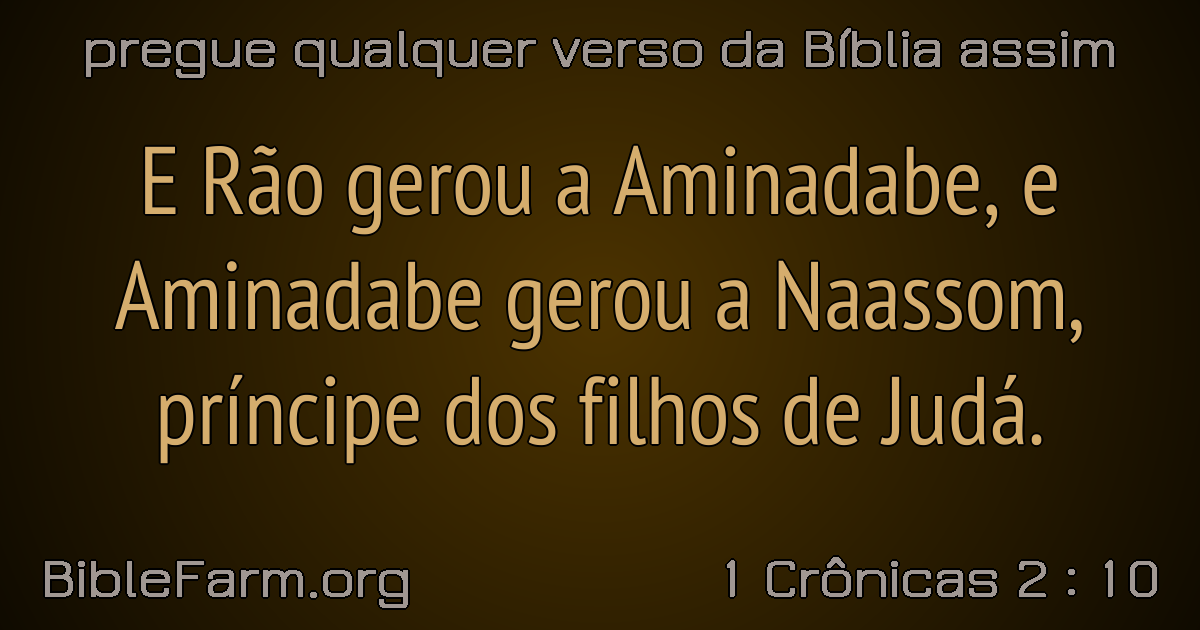 pregue qualquer verso da Bíblia assim
E Rão gerou a Aminadabe, e
Aminadabe gerou a Naassom,
príncipe dos filhos de Judá.
BibleFarm.org
1 Crônicas 2 : 10